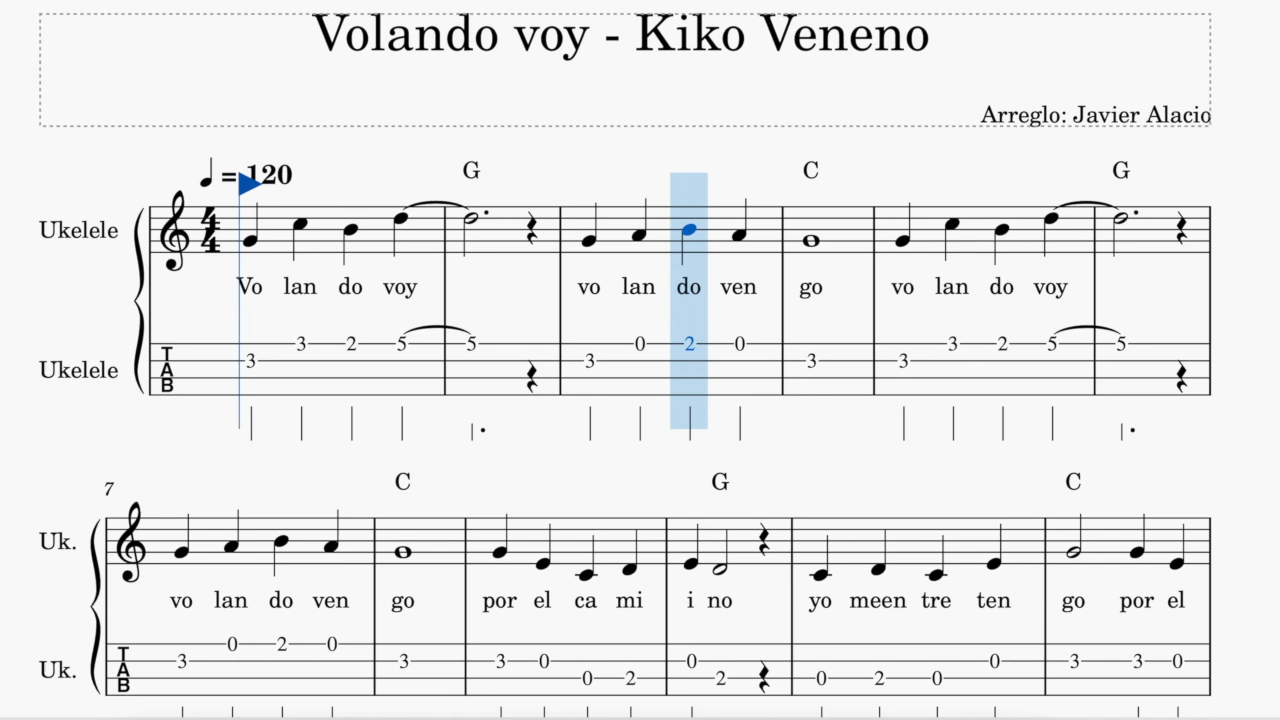 Volando voy - Kiko Veneno
Arreglo: Javier Alacio
= 120 G C G
Ukelele
Vo lan do voy vo lan do ven go vo lan do voy
Ukelele TAB 3 3 2 5 5 3 0 2 0 3 3 3 2 5 5
7 C G C
Uk.
vo lan do ven go por el ca mi i no yo meen tre ten go por el
Uk. TAB 3 0 2 0 3 3 0 0 2 0 2 0 2 0 0 3 3 0